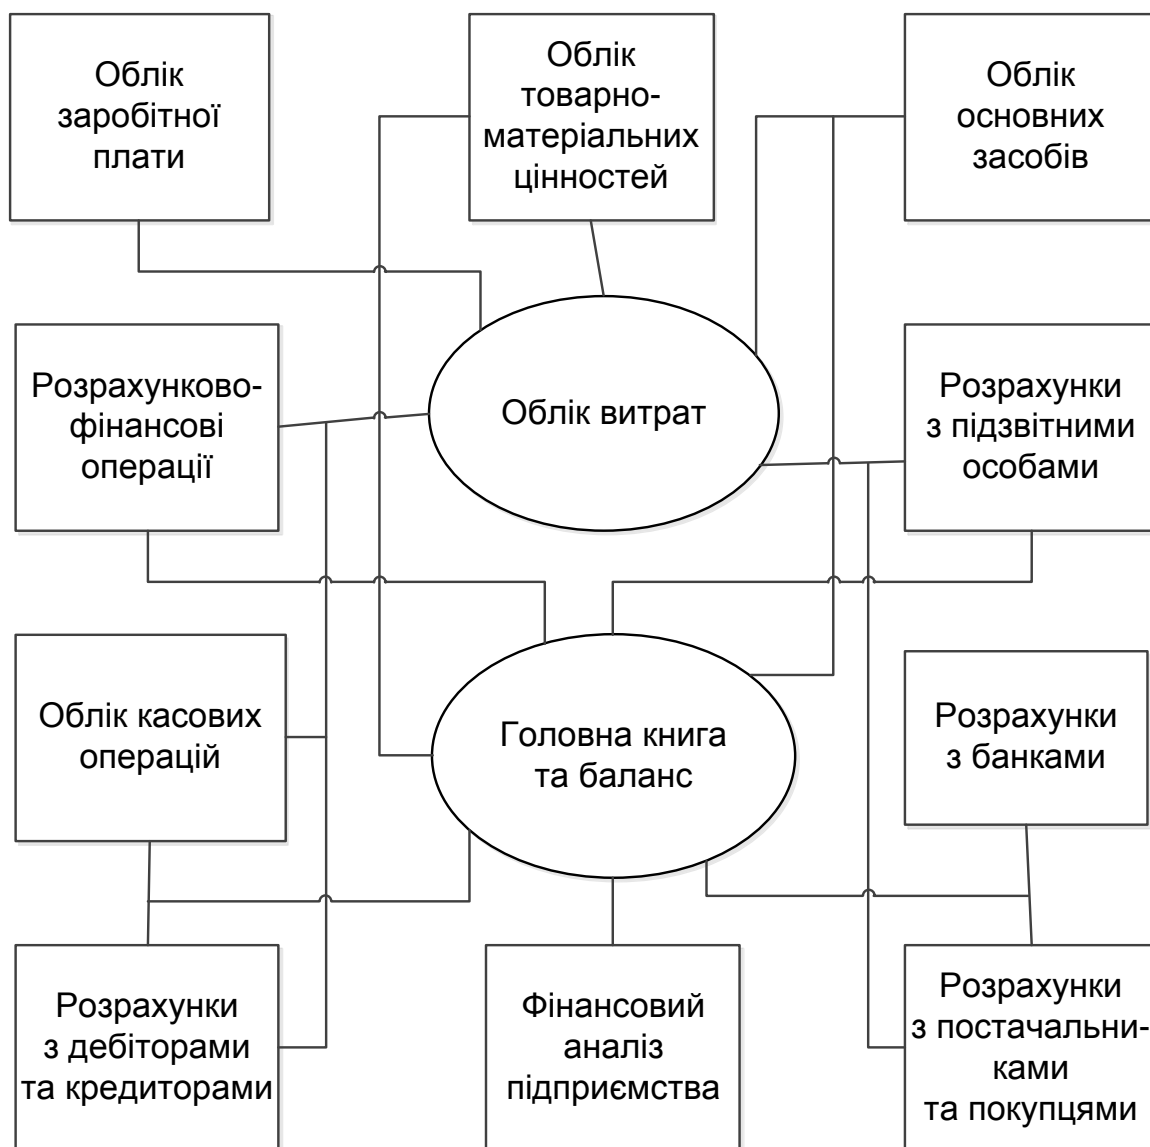 Облік
заробітної
плати
Облік
товарно-
матеріальних
цінностей
Облік
основних
засобів
Розрахунково-
фінансові
операції
Облік витрат
Розрахунки
з підзвітними
особами
Облік касових
операцій
Головна книга
та баланс
Розрахунки
з банками
Розрахунки
з дебіторами
та кредиторами
Фінансовий
аналіз
підприємства
Розрахунки
з постачальни-
ками
та покупцями